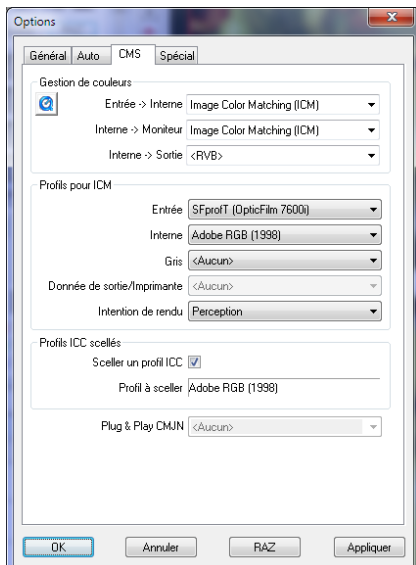 Options
Général Auto CMS Spécial
Gestion de couleurs
Entrée -> Interne Image Color Matching (ICM)
Interne -> Moniteur Image Color Matching (ICM)
Interne -> Sortie <RVB>
Profils pour ICM
Entrée SFprofT (OpticFilm 7600i)
Interne Adobe RGB (1998)
Gris <Aucun>
Donnée de sortie/Imprimante <Aucun>
Intention de rendu Perception
Profils ICC scellés
Sceller un profil ICC
Profil à sceller Adobe RGB (1998)
Plug & Play CMJN <Aucun>
OK Annuler RAZ Appliquer